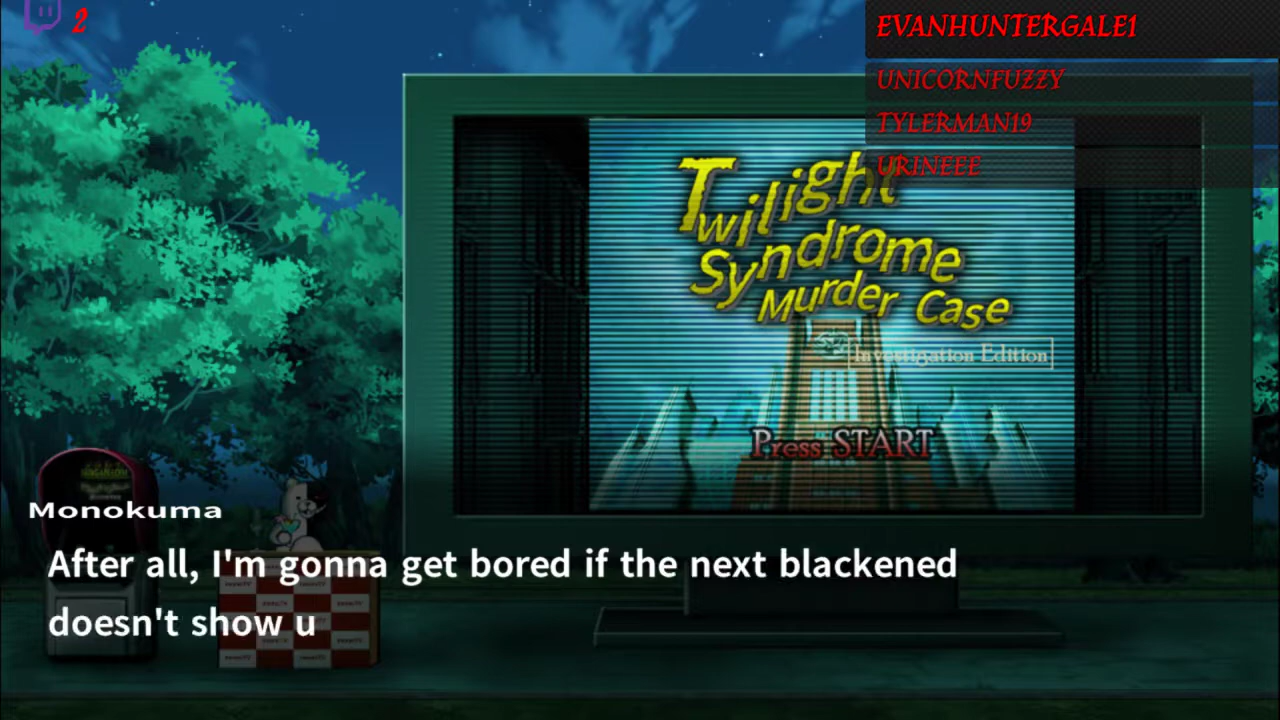 2
EVANHUNTERGALE1
UNICORNFUZZY
TYLERMAN19
URINEEE
Twilight
Syndrome
Murder Case
Investigation Edition
Press START
Monokuma
After all, I'm gonna get bored if the next blackened
doesn't show u